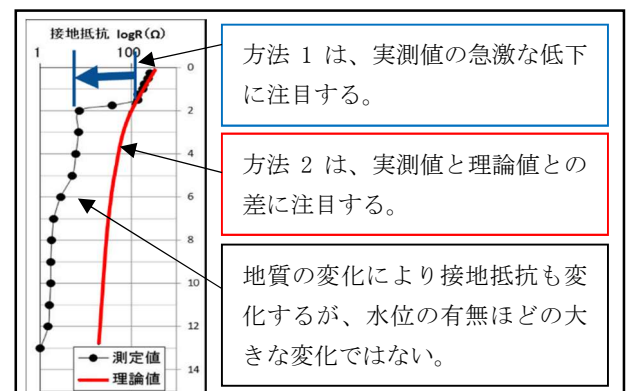 接地抵抗 logR(Ω)
1 100
0
2
4
6
8
10
12
14
測定値
理論値
方法 1 は、実測値の急激な低下
に注目する。
方法 2 は、実測値と理論値との
差に注目する。
地質の変化により接地抵抗も変
化するが、水位の有無ほどの大
きな変化ではない。